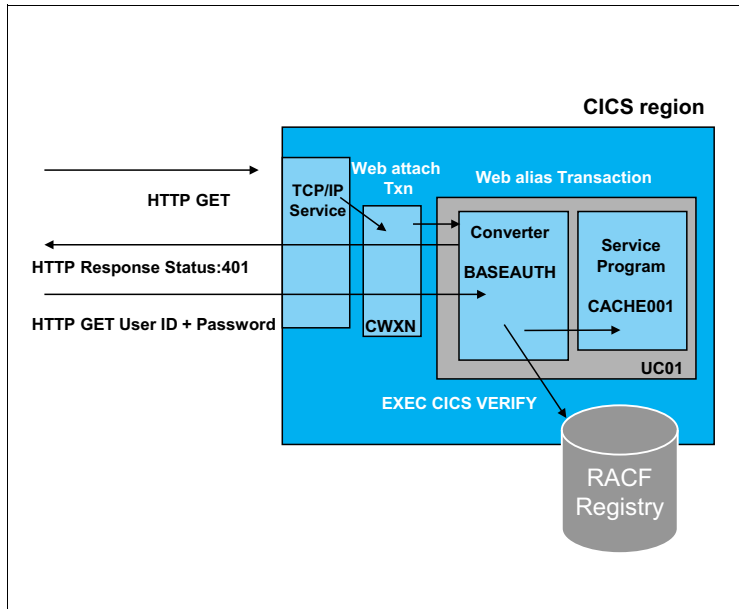 CICS region
Web attach
Txn
Web alias Transaction
TCP/IP
Service
HTTP GET
Converter
BASEAUTH
Service
Program
CACHE001
HTTP Response Status:401
HTTP GET User ID + Password
CWXN
UC01
EXEC CICS VERIFY
RACF
Registry